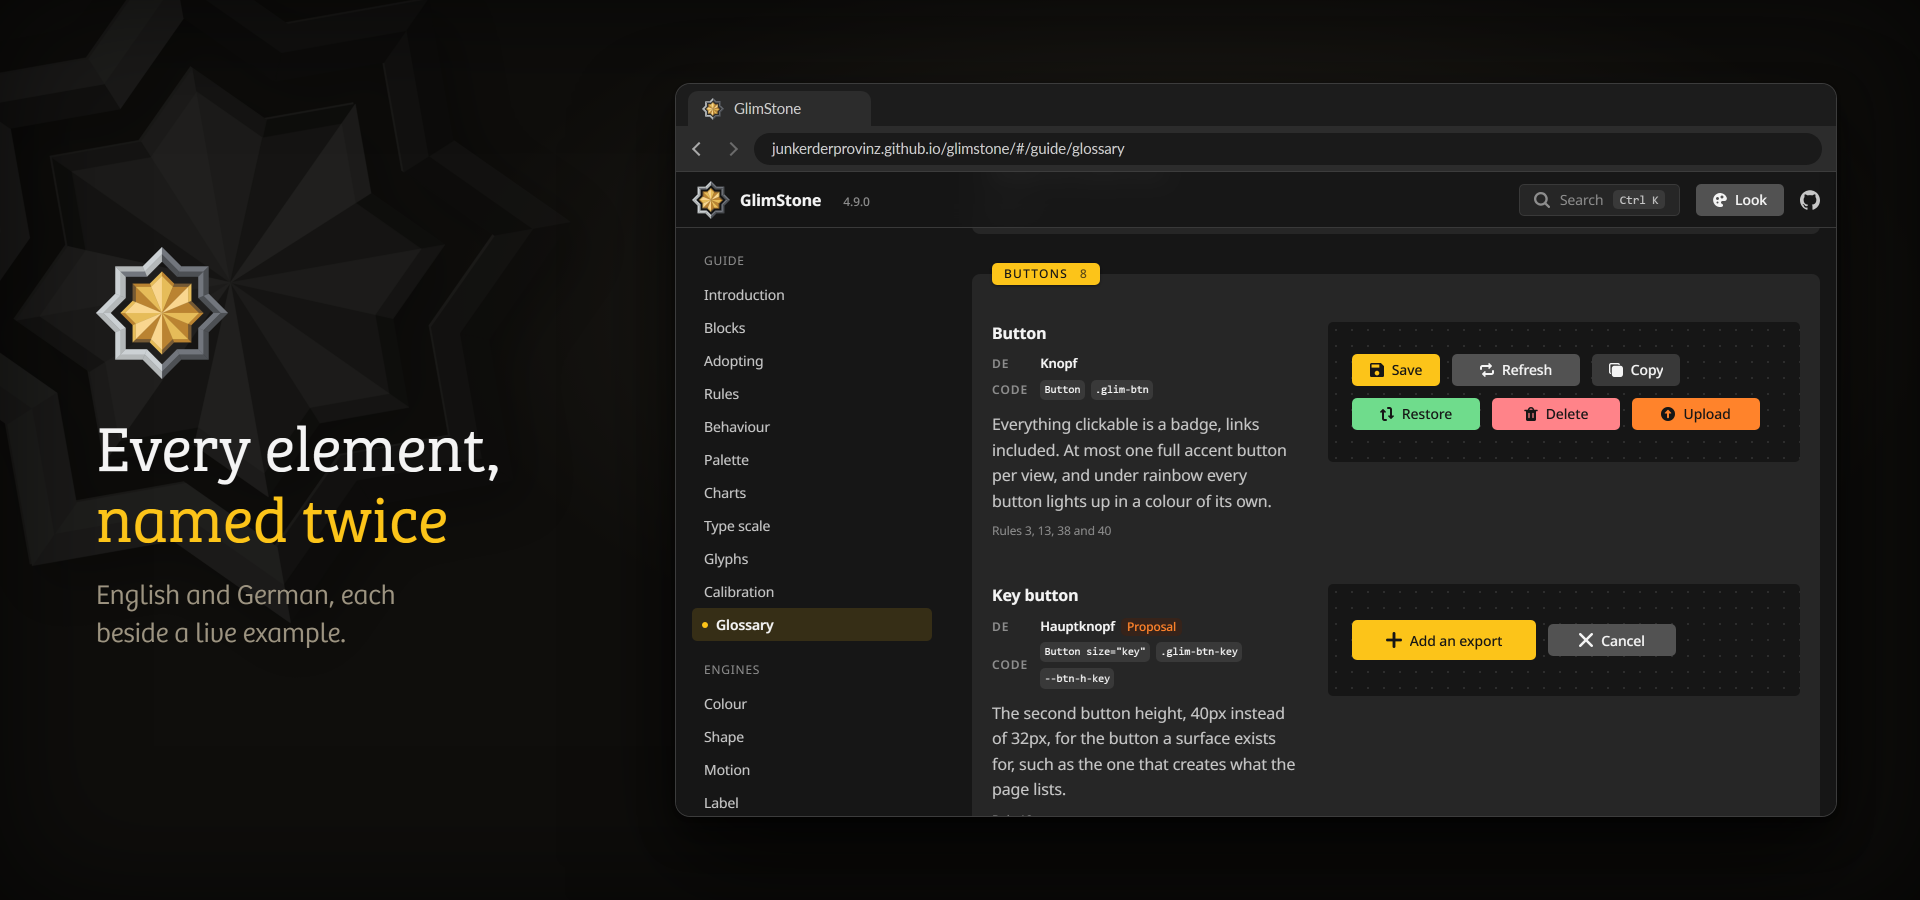 Every element,
named twice
English and German, each
beside a live example.
GlimStone
junkerderprovinz.github.io/glimstone/#/guide/glossary
GlimStone 4.9.0
Search Ctrl K
Look
GUIDE
Introduction
Blocks
Adopting
Rules
Behaviour
Palette
Charts
Type scale
Glyphs
Calibration
Glossary
ENGINES
Colour
Shape
Motion
Label
BUTTONS 8
Button
DE Knopf
CODE Button .glim-btn
Everything clickable is a badge, links
included. At most one full accent button
per view, and under rainbow every
button lights up in a colour of its own.
Rules 3, 13, 38 and 40
Save Refresh Copy
Restore Delete Upload
Key button
DE Hauptknopf Proposal
CODE Button size="key" .glim-btn-key
--btn-h-key
The second button height, 40px instead
of 32px, for the button a surface exists
for, such as the one that creates what the
page lists.
Add an export Cancel